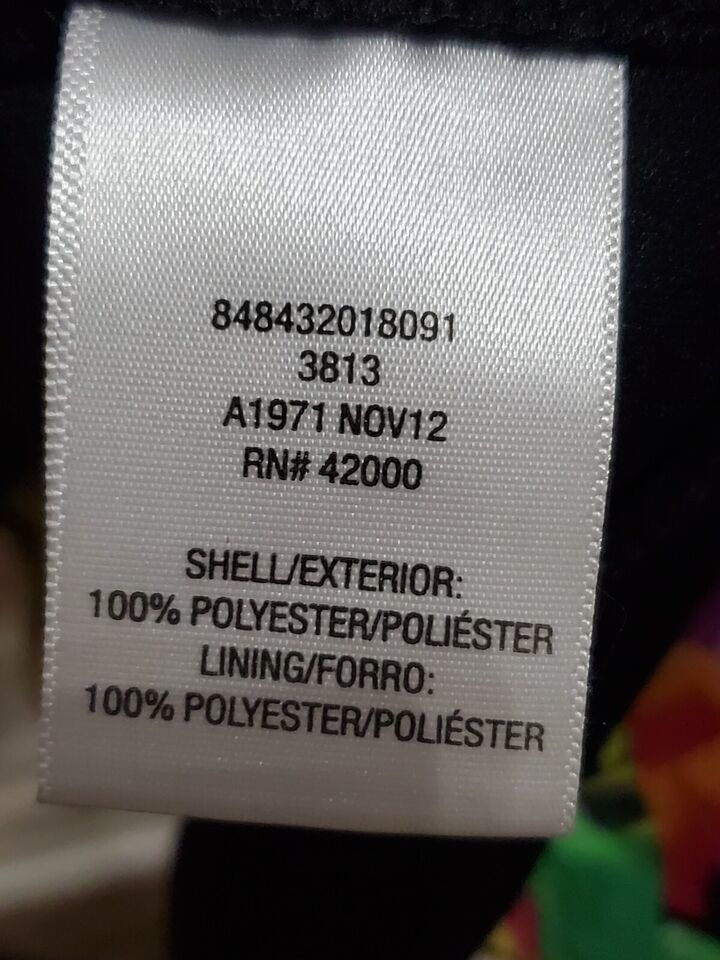 848432018091
3813
A1971 NOV12
RN# 42000
SHELL/EXTERIOR:
100% POLYESTER/POLIÉSTER
LINING/FORRO:
100% POLYESTER/POLIÉSTER